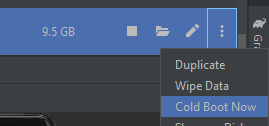 9.5 GB
Duplicate
Wipe Data
Cold Boot Now